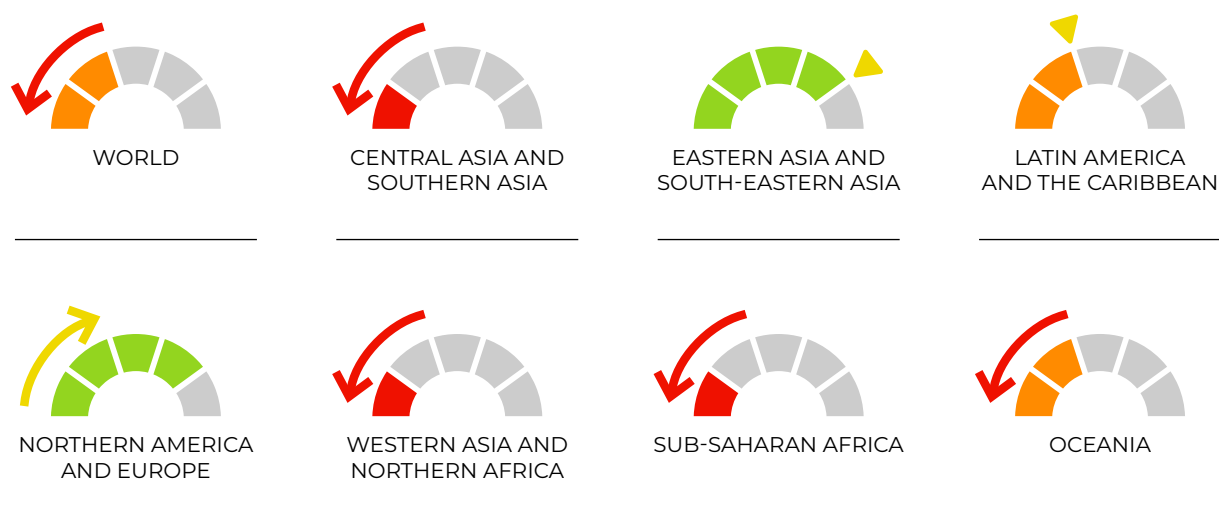 WORLD
CENTRAL ASIA AND
SOUTHERN ASIA
EASTERN ASIA AND
SOUTH-EASTERN ASIA
LATIN AMERICA
AND THE CARIBBEAN
NORTHERN AMERICA
AND EUROPE
WESTERN ASIA AND
NORTHERN AFRICA
SUB-SAHARAN AFRICA
OCEANIA